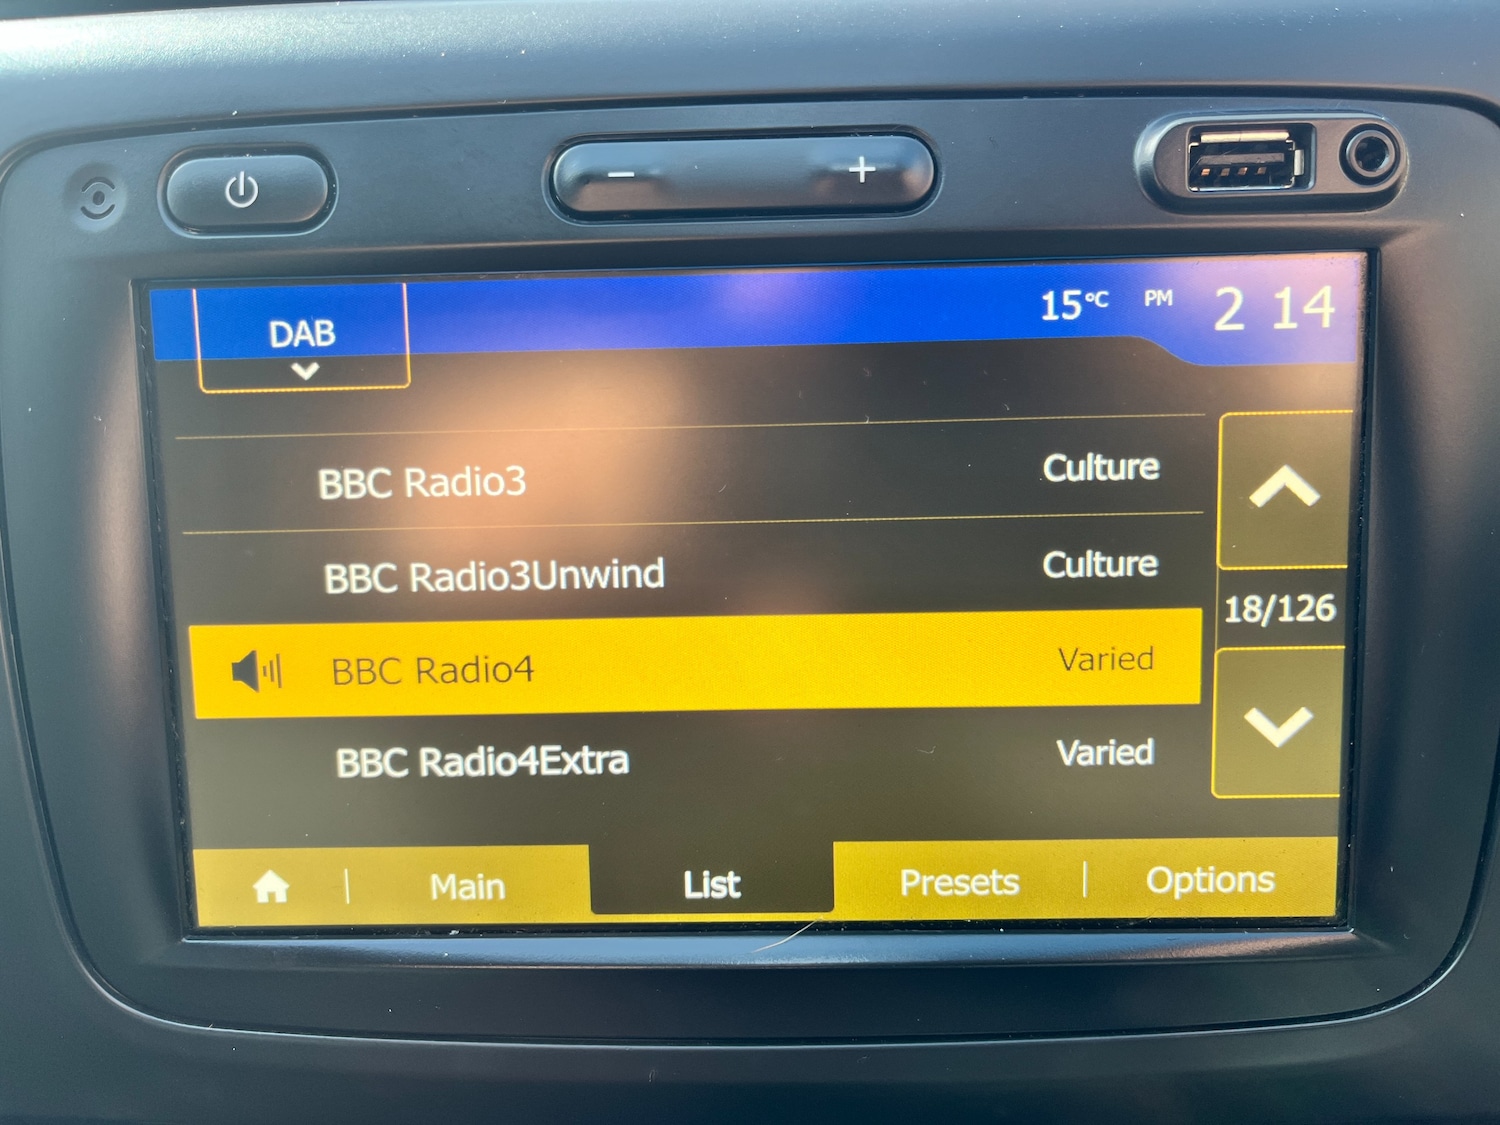 DAB
15°C PM 2 14
BBC Radio3 Culture
BBC Radio3Unwind Culture
18/126
BBC Radio4 Varied
BBC Radio4Extra Varied
Main List Presets Options